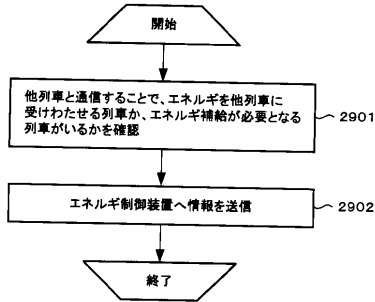 開始
他列車と通信することで、エネルギを他列車に
受けわたせる列車か、エネルギ補給が必要となる
列車がいるかを確認
2901
エネルギ制御装置へ情報を送信
2902
終了